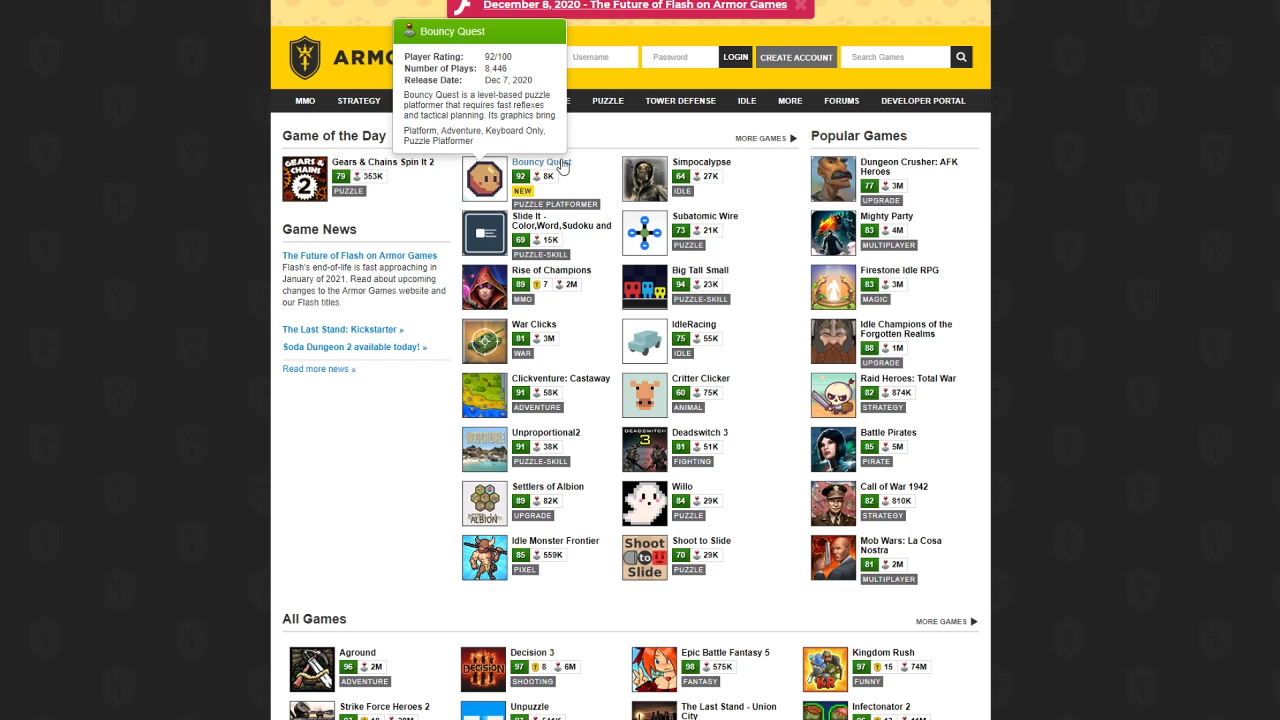 December 8, 2020 - The Future of Flash on Armor Games
Bouncy Quest
Player Rating: 92/100
Number of Plays: 8,446
Release Date: Dec 7, 2020
Bouncy Quest is a level-based puzzle
platformer that requires fast reflexes
and tactical planning. Its graphics bring
Platform, Adventure, Keyboard Only,
Puzzle Platformer
Username
Password
LOGIN
CREATE ACCOUNT
Search Games
MMO
STRATEGY
PUZZLE
TOWER DEFENSE
IDLE
MORE
FORUMS
DEVELOPER PORTAL
Game of the Day
Gears & Chains Spin It 2
79 353K
PUZZLE
GEARS &
CHAINS
2
Game News
The Future of Flash on Armor Games
Flash's end-of-life is fast approaching in
January of 2021. Read about upcoming
changes to the Armor Games website and
our Flash titles.
The Last Stand: Kickstarter »
Soda Dungeon 2 available today! »
Read more news »
MORE GAMES
Bouncy Quest
92 8K
NEW
PUZZLE PLATFORMER
Slide It -
Color,Word,Sudoku and
69 15K
PUZZLE-SKILL
Rise of Champions
89 7 2M
MMO
War Clicks
81 3M
WAR
Clickventure: Castaway
91 58K
ADVENTURE
Unproportional2
91 38K
PUZZLE-SKILL
Settlers of Albion
89 82K
UPGRADE
ALBION
Idle Monster Frontier
85 559K
PIXEL
Simpocalypse
64 27K
IDLE
Subatomic Wire
73 21K
PUZZLE
Big Tall Small
94 23K
PUZZLE-SKILL
IdleRacing
75 55K
IDLE
Critter Clicker
60 75K
ANIMAL
Deadswitch 3
81 51K
FIGHTING
DEADSWITCH
3
Willo
84 29K
PUZZLE
Shoot to Slide
70 29K
PUZZLE
Shoot
to
Slide
Popular Games
Dungeon Crusher: AFK
Heroes
77 3M
UPGRADE
Mighty Party
83 4M
MULTIPLAYER
Firestone Idle RPG
83 3M
MAGIC
Idle Champions of the
Forgotten Realms
88 1M
UPGRADE
Raid Heroes: Total War
82 874K
STRATEGY
Battle Pirates
85 5M
PIRATE
Call of War 1942
82 810K
STRATEGY
Mob Wars: La Cosa
Nostra
81 2M
MULTIPLAYER
All Games
MORE GAMES
Aground
96 2M
ADVENTURE
Decision 3
97 8 6M
SHOOTING
DECISION
Epic Battle Fantasy 5
98 575K
FANTASY
Kingdom Rush
97 15 74M
FUNNY
Strike Force Heroes 2
Unpuzzle
The Last Stand - Union
City
Infectonator 2